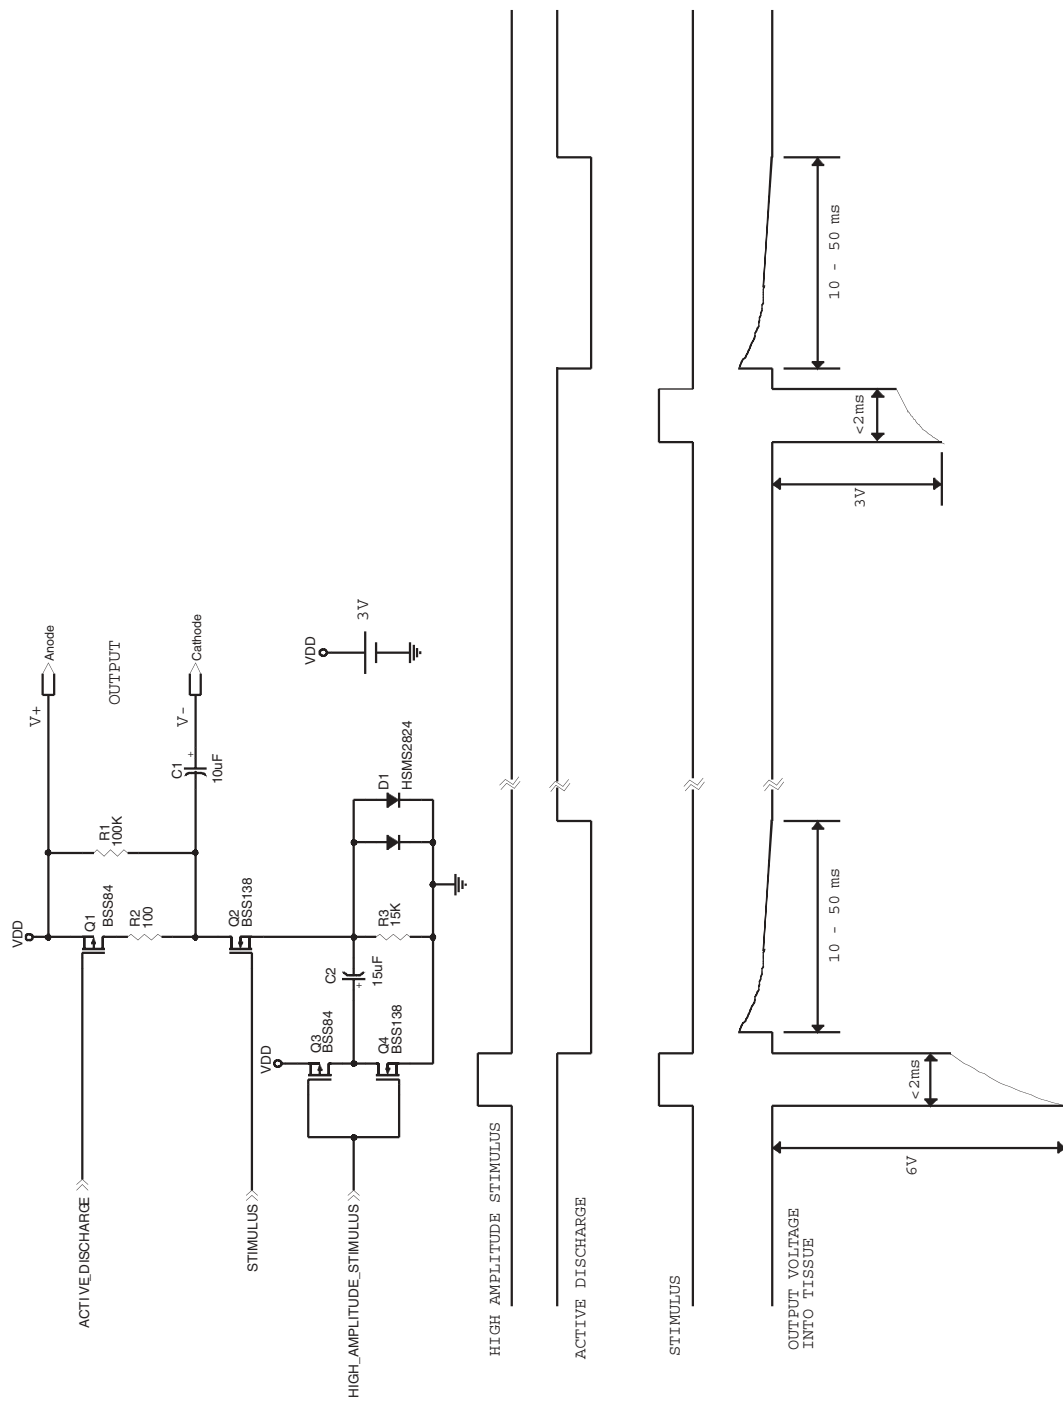 VDD
ACTIVE_DISCHARGE
Q1
BSS84
R2
100
R1
100K
V+
Anode
OUTPUT
C1
+
10uF
V-
Cathode
STIMULUS
Q2
BSS138
VDD
Q3
BSS84
HIGH_AMPLITUDE_STIMULUS
Q4
BSS138
C2
+
15uF
R3
15K
D1
HSMS2824
VDD
3V
HIGH AMPLITUDE STIMULUS
ACTIVE DISCHARGE
STIMULUS
OUTPUT VOLTAGE
INTO TISSUE
6V
<2ms
10 - 50 ms
3V
<2ms
10 - 50 ms